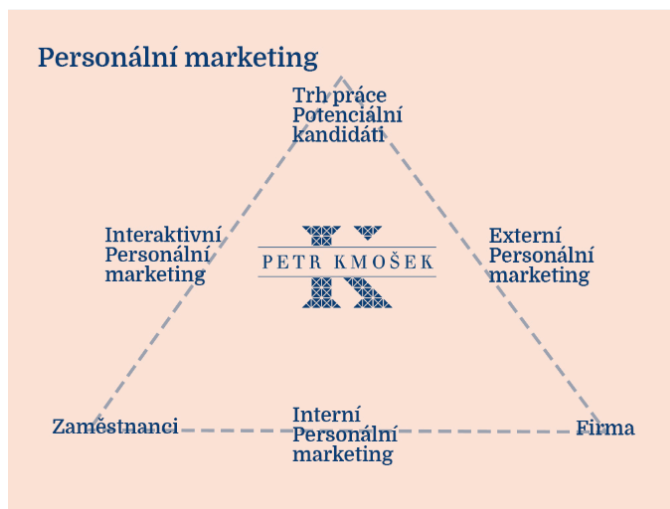 Personální marketing
Trh práce
Potenciální
kandidáti
Interaktivní
Personální
marketing
Externí
Personální
marketing
PETR KMOŠEK
Zaměstnanci
Interní
Personální
marketing
Firma